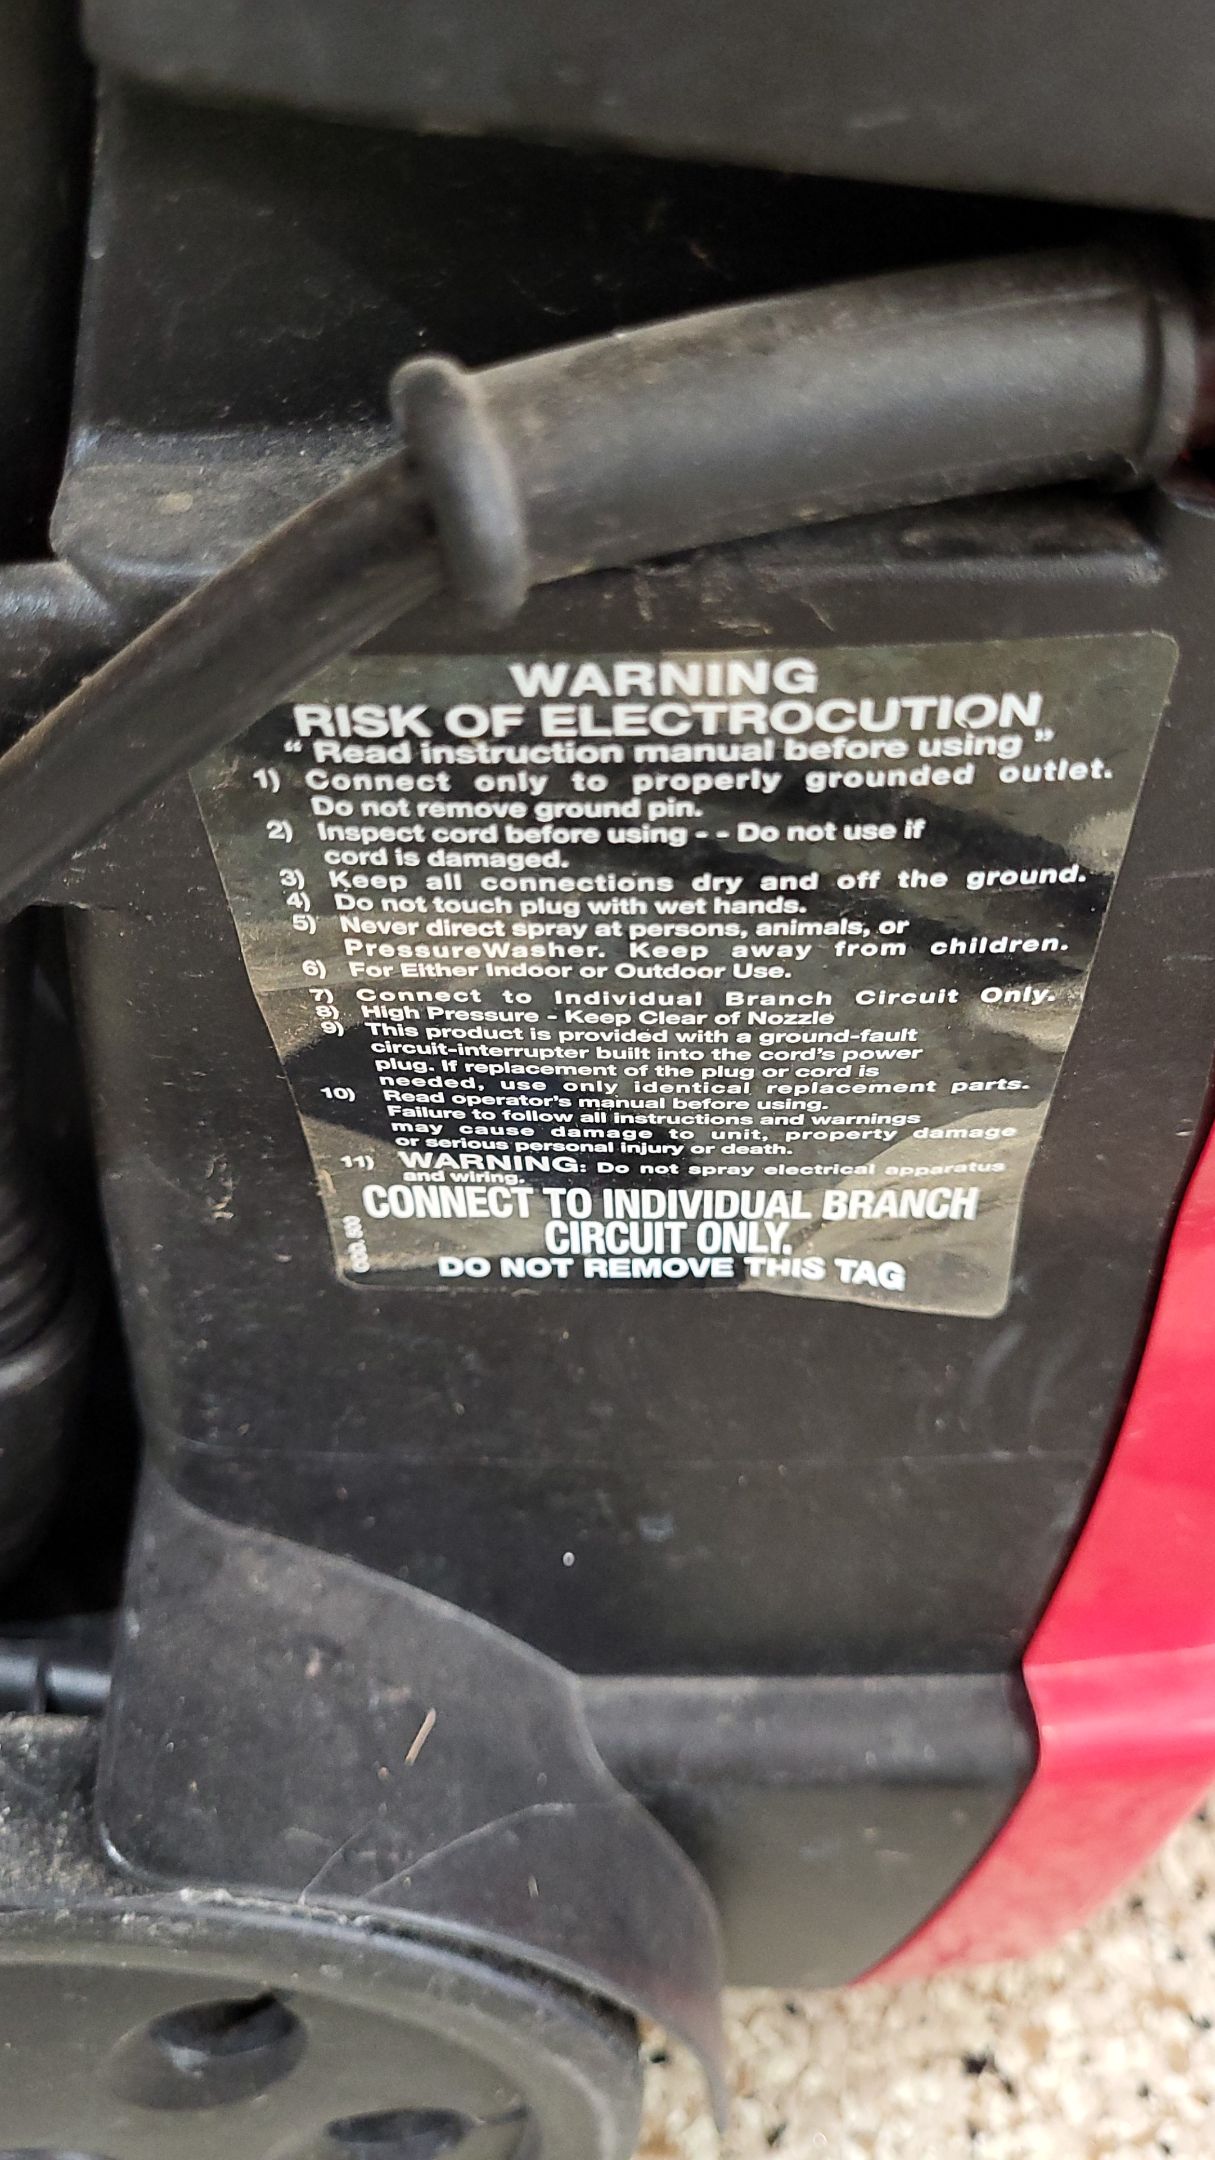 WARNING
RISK OF ELECTROCUTION
" Read instruction manual before using "
1) Connect only to properly grounded outlet.
Do not remove ground pin.
2) Inspect cord before using - - Do not use if
cord is damaged.
3) Keep all connections dry and off the ground.
4) Do not touch plug with wet hands.
5) Never direct spray at persons, animals, or
PressureWasher. Keep away from children.
6) For Either Indoor or Outdoor Use.
7) Connect to Individual Branch Circuit Only.
8) High Pressure - Keep Clear of Nozzle
9) This product is provided with a ground-fault
circuit-interrupter built into the cord's power
plug. If replacement of the plug or cord is
needed, use only identical replacement parts.
10) Read operator's manual before using.
Failure to follow all instructions and warnings
may cause damage to unit, property damage
or serious personal injury or death.
11) WARNING: Do not spray electrical apparatus
and wiring.
CONNECT TO INDIVIDUAL BRANCH
CIRCUIT ONLY.
DO NOT REMOVE THIS TAG